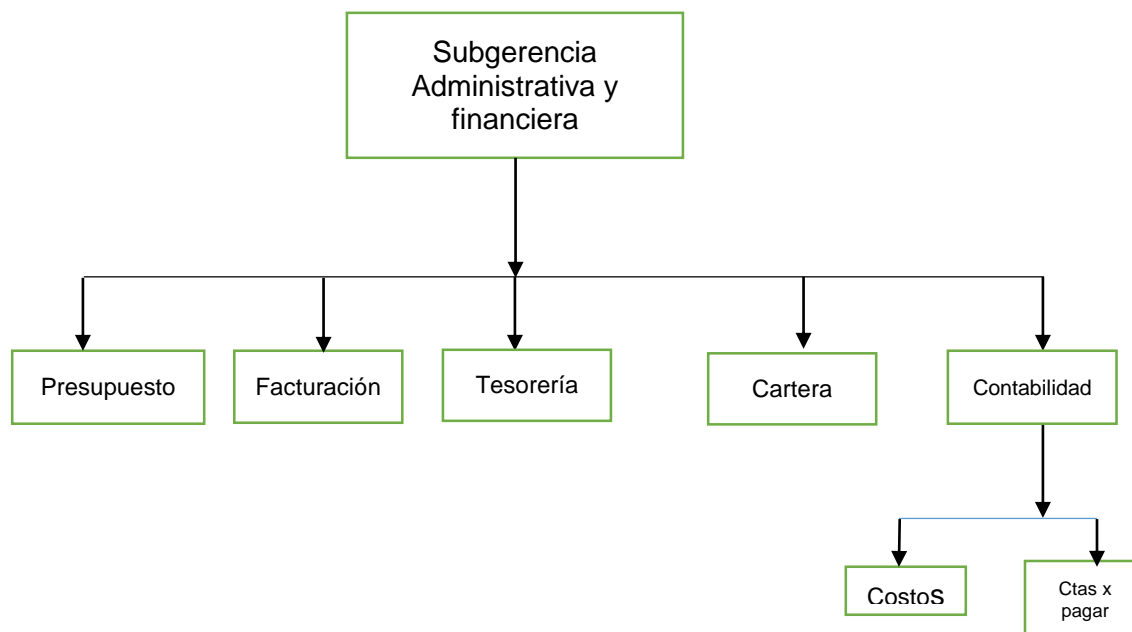 Subgerencia
Administrativa y
financiera
Presupuesto
Facturación
Tesorería
Cartera
Contabilidad
Costos
Ctas x
pagar